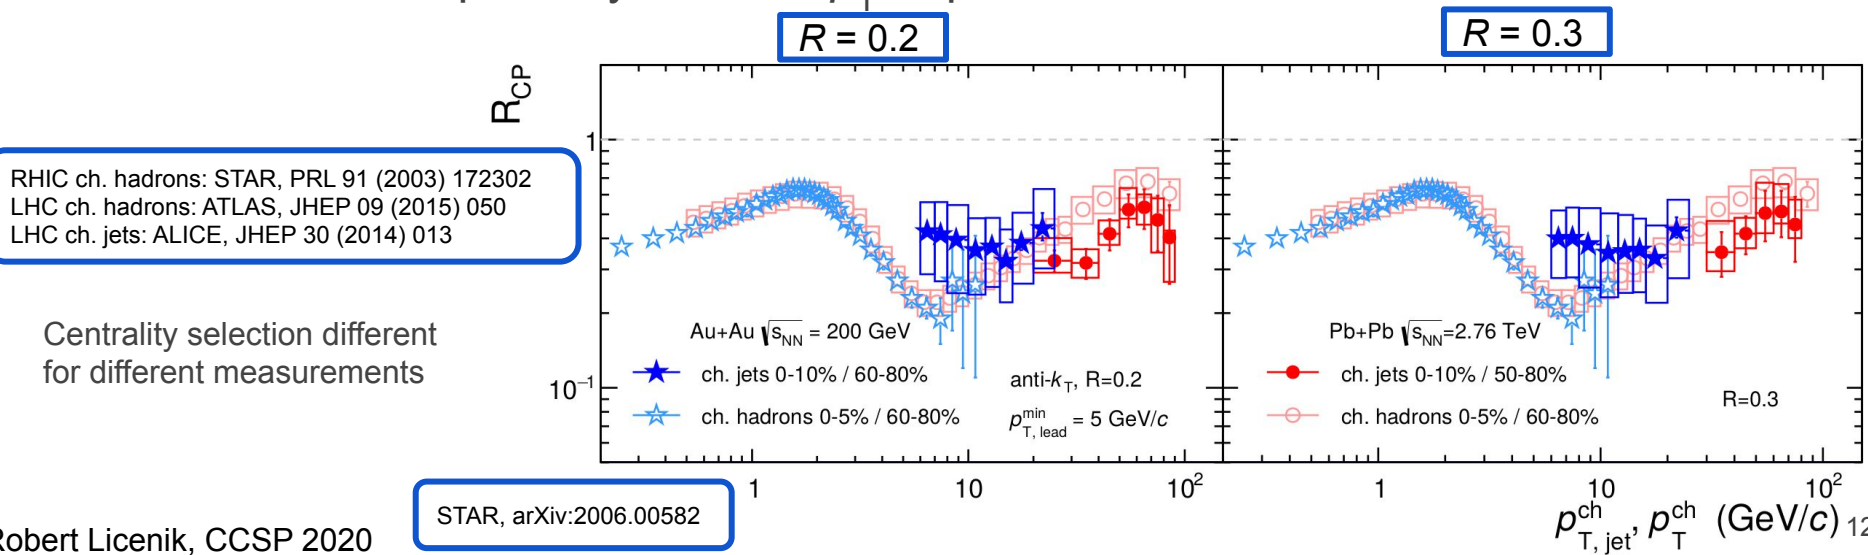 R = 0.2
R = 0.3
R_CP
1
10⁻¹
RHIC ch. hadrons: STAR, PRL 91 (2003) 172302
LHC ch. hadrons: ATLAS, JHEP 09 (2015) 050
LHC ch. jets: ALICE, JHEP 30 (2014) 013
Centrality selection different
for different measurements
Au+Au √s_NN = 200 GeV
ch. jets 0-10% / 60-80%
ch. hadrons 0-5% / 60-80%
anti-k_T, R=0.2
p_T, lead^min = 5 GeV/c
Pb+Pb √s_NN=2.76 TeV
ch. jets 0-10% / 50-80%
ch. hadrons 0-5% / 60-80%
R=0.3
1 10 10²
1 10 10²
p_T, jet^ch, p_T^ch (GeV/c)
STAR, arXiv:2006.00582
Robert Licenik, CCSP 2020
12